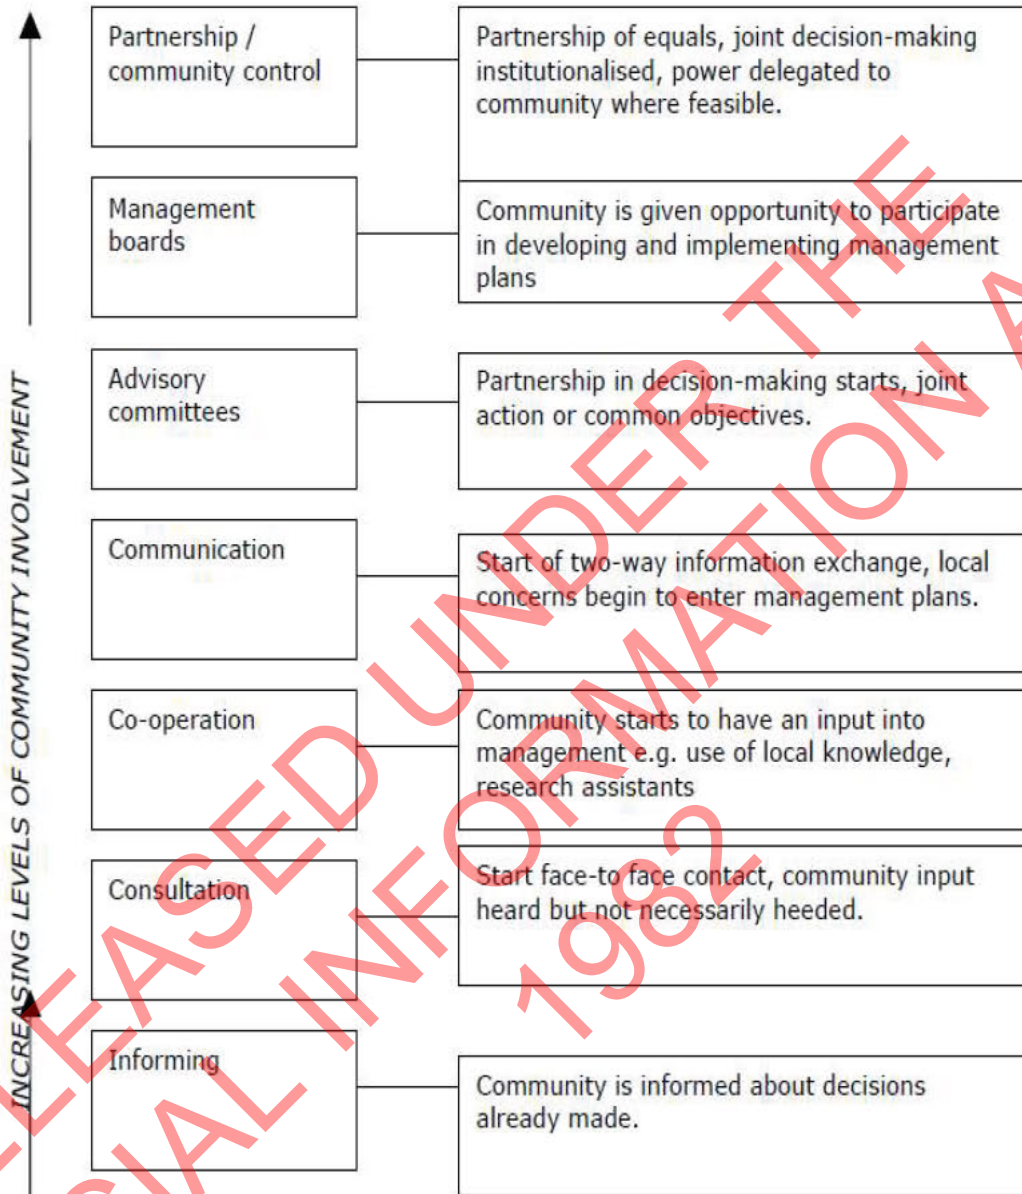 Partnership /
community control
Partnership of equals, joint decision-making
institutionalised, power delegated to
community where feasible.
Management
boards
Community is given opportunity to participate
in developing and implementing management
plans
Advisory
committees
Partnership in decision-making starts, joint
action or common objectives.
Communication
Start of two-way information exchange, local
concerns begin to enter management plans.
Co-operation
Community starts to have an input into
management e.g. use of local knowledge,
research assistants
Consultation
Start face-to face contact, community input
heard but not necessarily heeded.
Informing
Community is informed about decisions
already made.
INCREASING LEVELS OF COMMUNITY INVOLVEMENT
ELEASED UNDER THE
CIAL INFORMATION A
1982